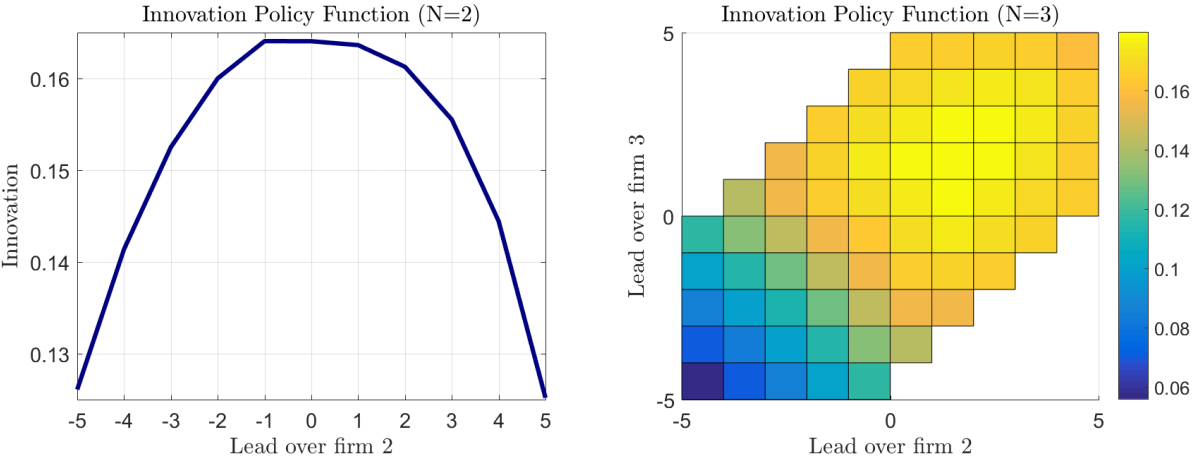 Innovation Policy Function (N=2)
Innovation
0.16
0.15
0.14
0.13
-5 -4 -3 -2 -1 0 1 2 3 4 5
Lead over firm 2
Innovation Policy Function (N=3)
Lead over firm 3
5
0
-5
-5 0 5
Lead over firm 2
0.16
0.14
0.12
0.1
0.08
0.06